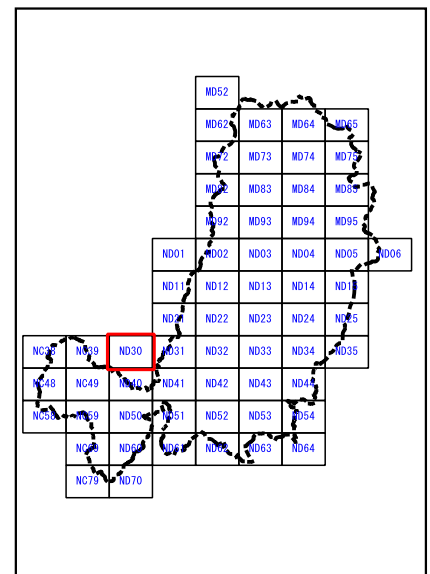 MD52
MD62 MD63 MD64 MD65
MD72 MD73 MD74 MD75
MD82 MD83 MD84 MD85
MD92 MD93 MD94 MD95
ND01 ND02 ND03 ND04 ND05 ND06
ND11 ND12 ND13 ND14 ND15
ND21 ND22 ND23 ND24 ND25
NC38 NC39 ND30 ND31 ND32 ND33 ND34 ND35
NC48 NC49 ND40 ND41 ND42 ND43 ND44
NC58 NC59 ND50 ND51 ND52 ND53 ND54
NC69 ND60 ND61 ND62 ND63 ND64
NC79 ND70